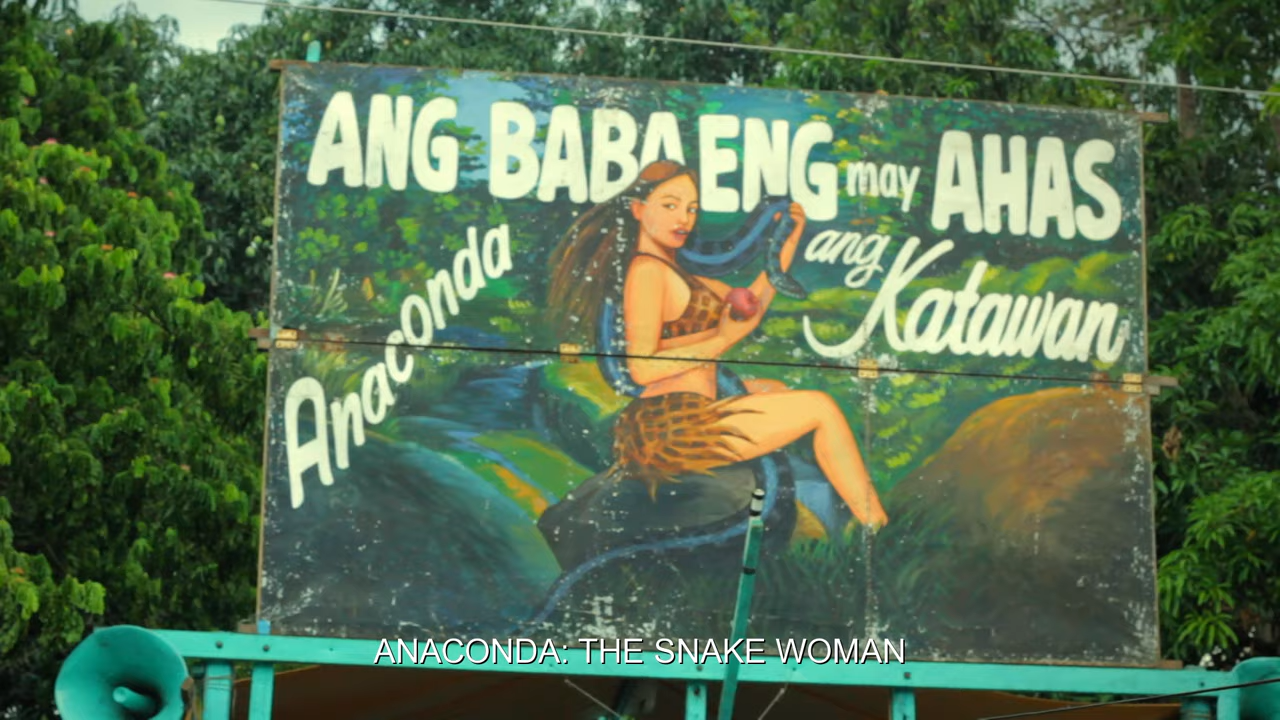 ANG BABAENG may AHAS
ang Katawan
Anaconda
ANACONDA: THE SNAKE WOMAN